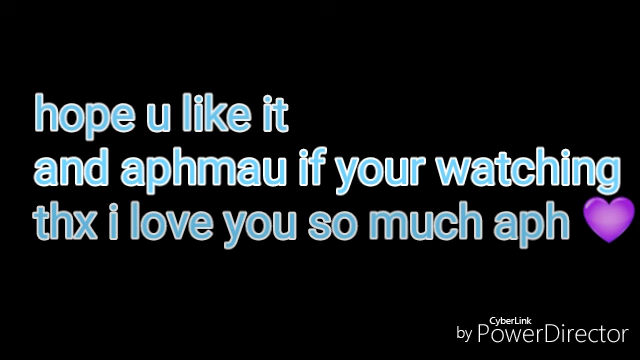 hope u like it
and aphmau if your watching
thx i love you so much aph 💜
CyberLink
by PowerDirector